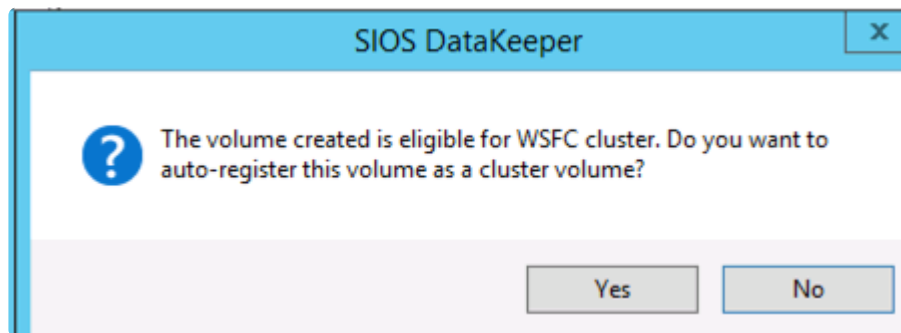 SIOS DataKeeper
x
?
The volume created is eligible for WSFC cluster. Do you want to
auto-register this volume as a cluster volume?
Yes No